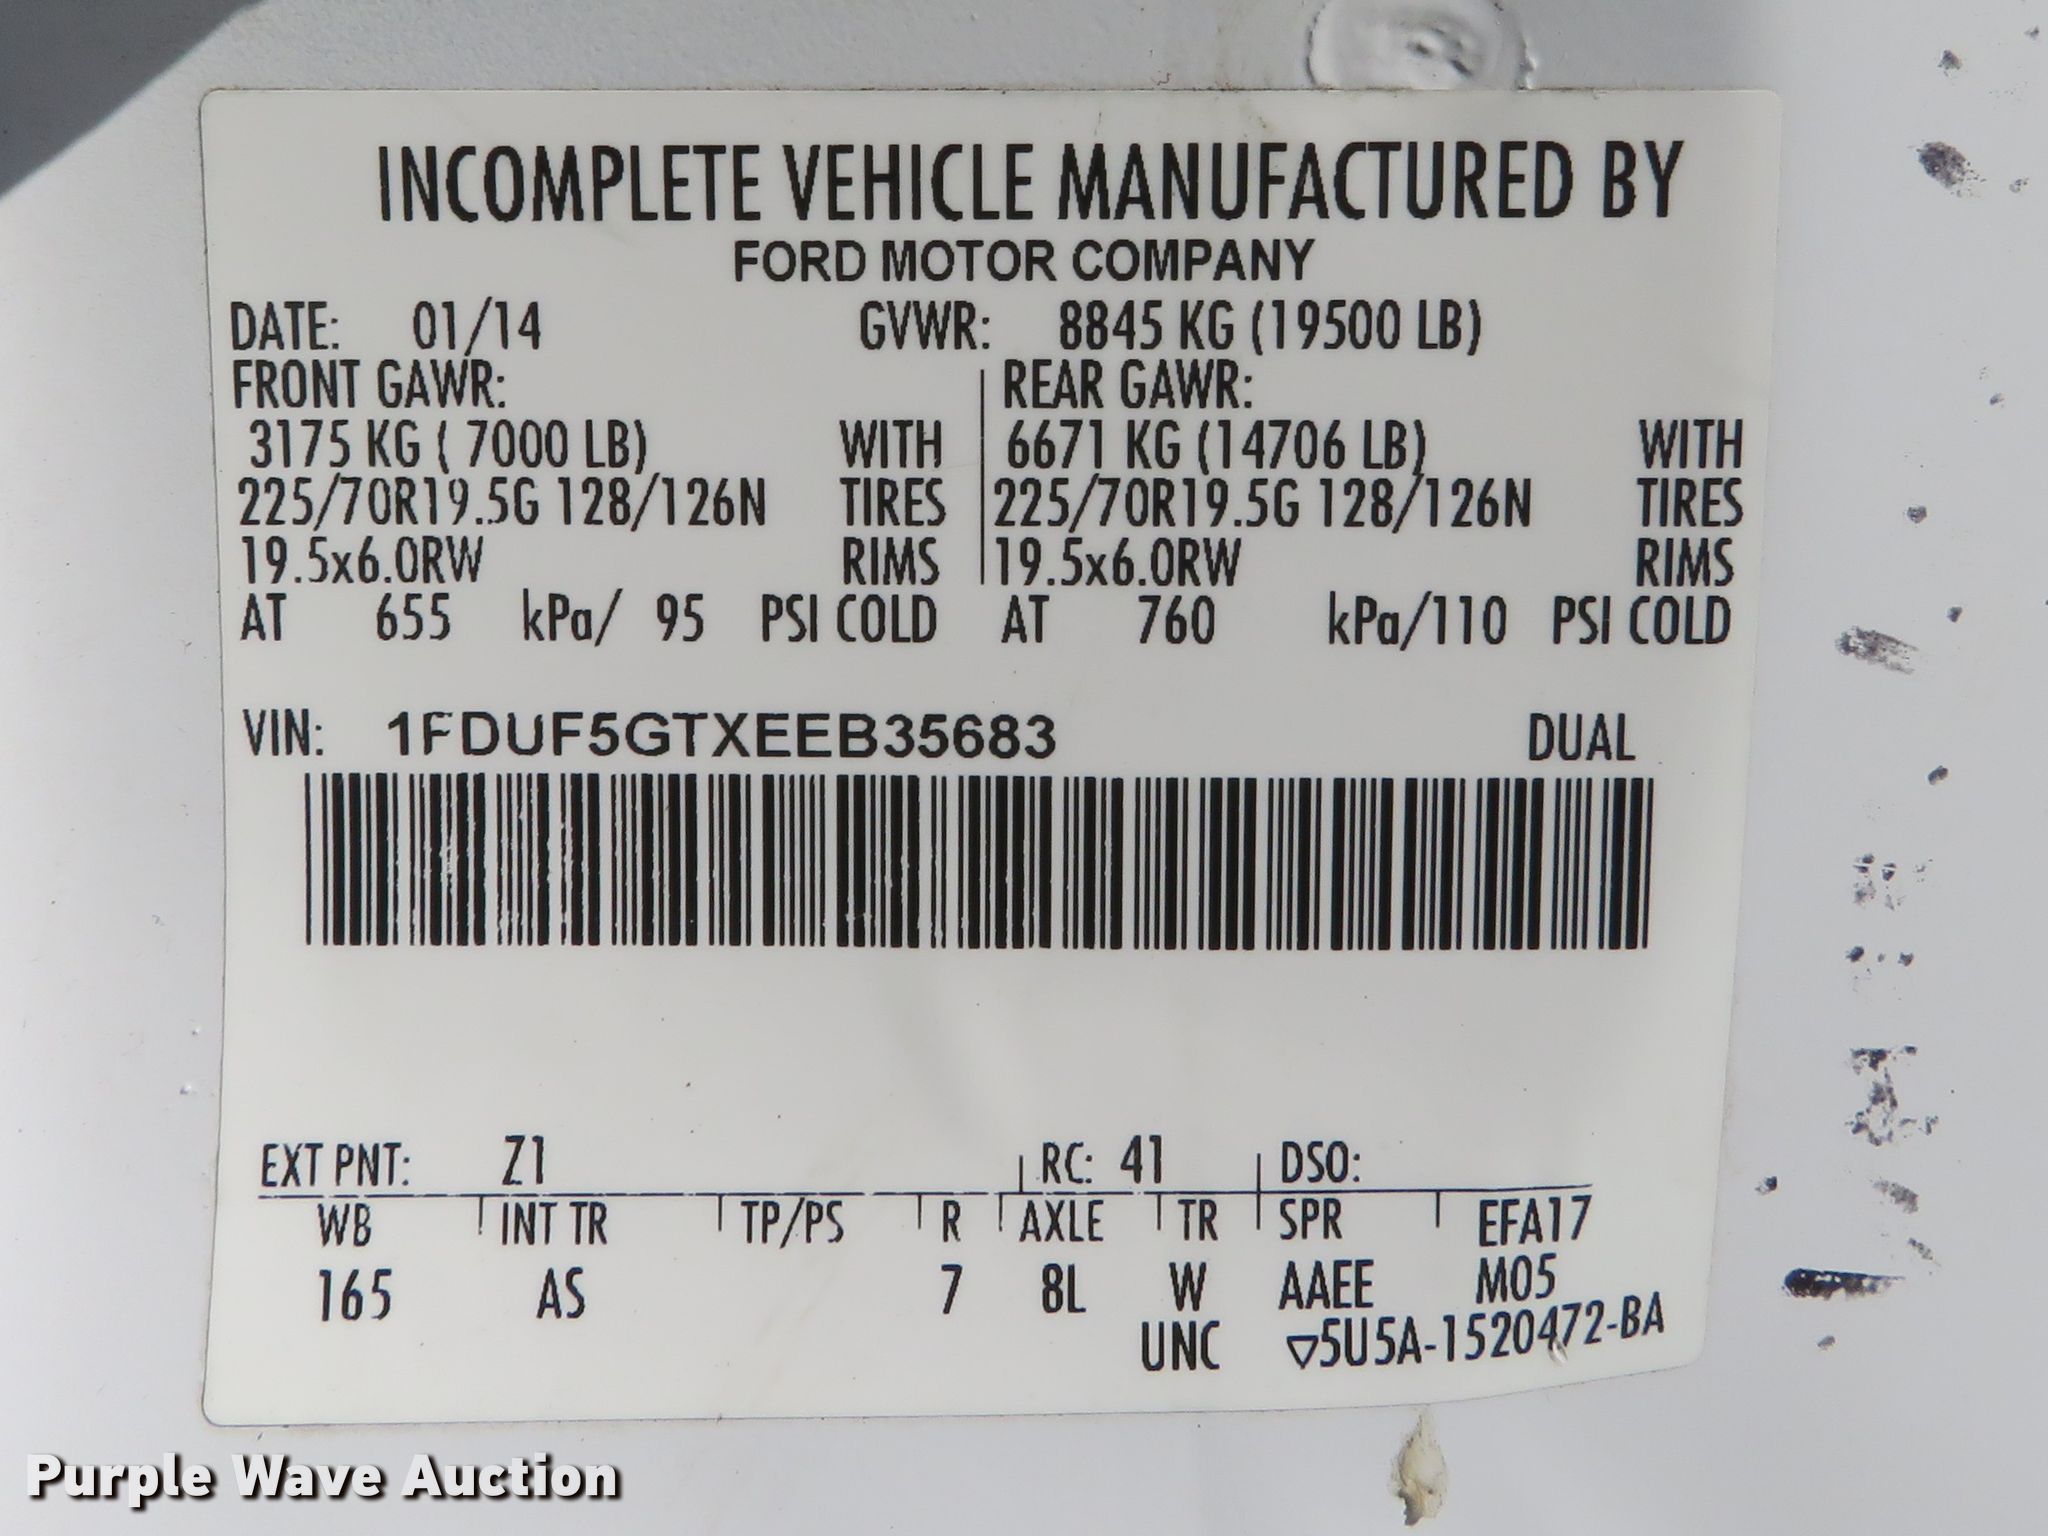 INCOMPLETE VEHICLE MANUFACTURED BY
FORD MOTOR COMPANY
DATE: 01/14 GVWR: 8845 KG (19500 LB)
FRONT GAWR: REAR GAWR:
3175 KG ( 7000 LB) WITH 6671 KG (14706 LB) WITH
225/70R19.5G 128/126N TIRES 225/70R19.5G 128/126N TIRES
19.5x6.0RW RIMS 19.5x6.0RW RIMS
AT 655 kPa/ 95 PSI COLD AT 760 kPa/110 PSI COLD
VIN: 1FDUF5GTXEEB35683 DUAL
EXT PNT: Z1 RC: 41 DSO:
WB INT TR TP/PS R AXLE TR SPR EFA17
165 AS 7 8L W AAEE M05
UNC ▽5U5A-1520472-BA
Purple Wave Auction